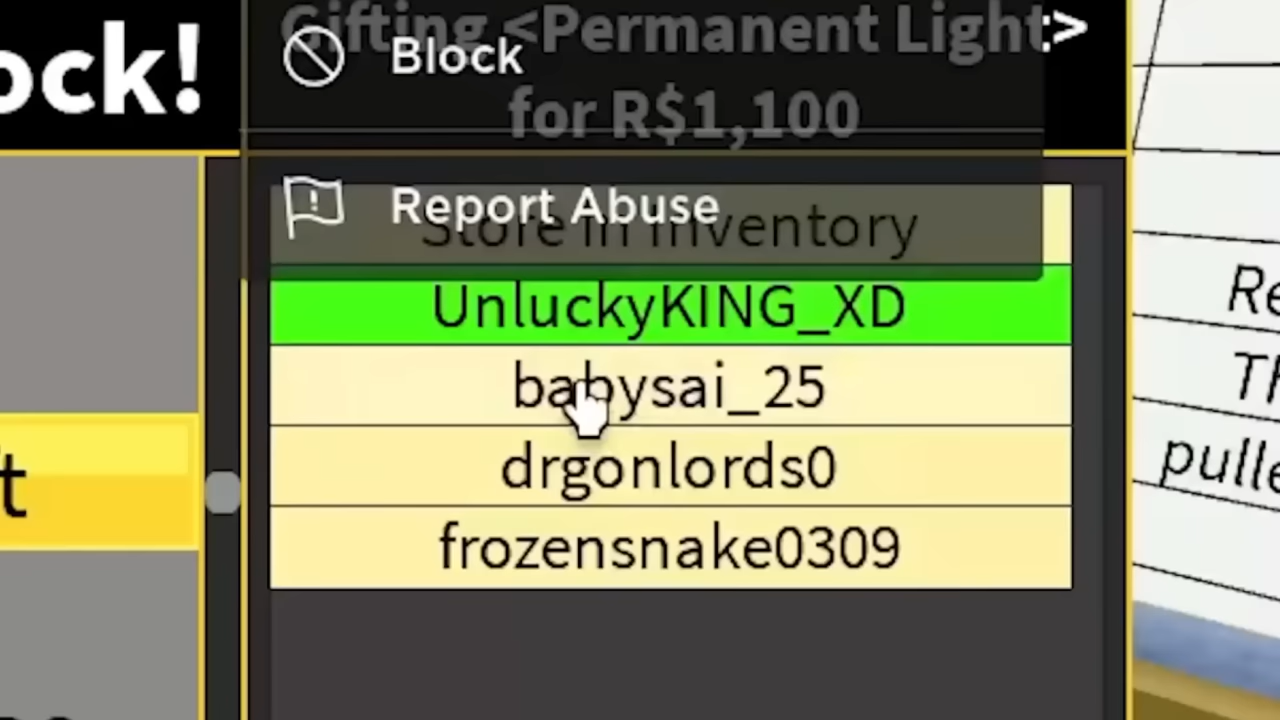 ock!
Gifting <Permanent Light:>
for R$1,100
Block
Report Abuse
Store in Inventory
UnluckyKING_XD
babysai_25
drgonlords0
frozensnake0309
t
Re
Th
pulle